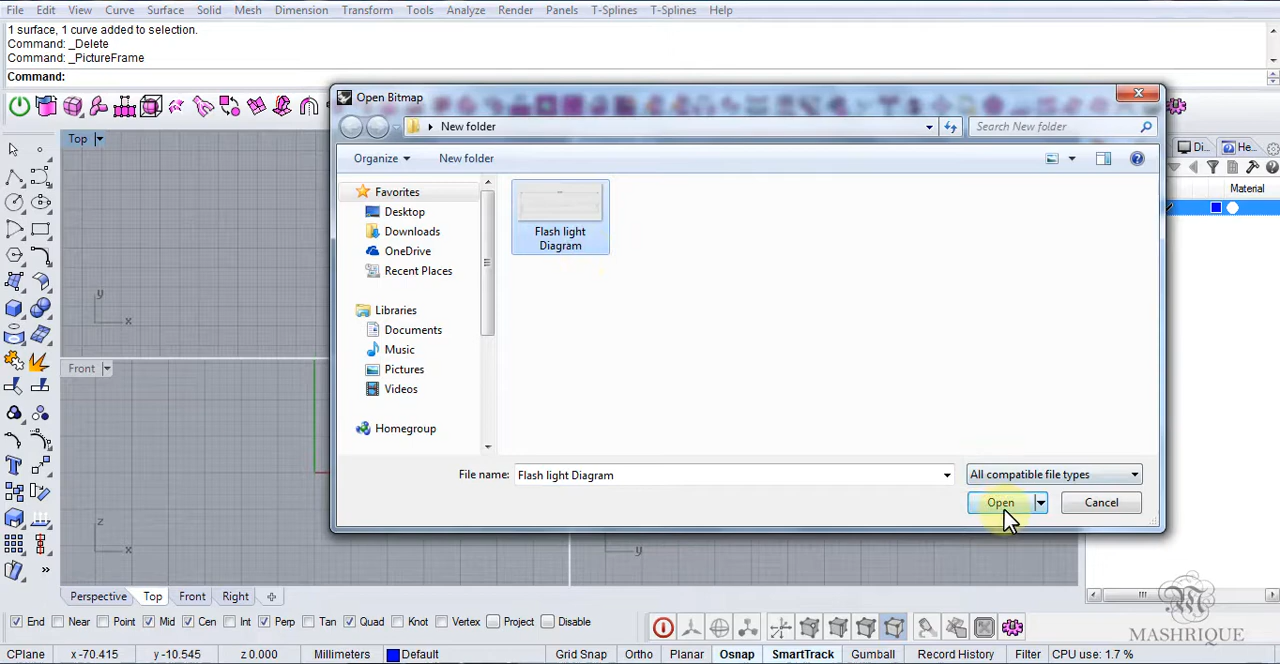 File Edit View Curve Surface Solid Mesh Dimension Transform Tools Analyze Render Panels T-Splines T-Splines Help
1 surface, 1 curve added to selection.
Command: _Delete
Command: _PictureFrame
Command:
Open Bitmap
New folder
Search New folder
Organize
New folder
Top
Di...
He...
Material
Favorites
Desktop
Downloads
OneDrive
Recent Places
Libraries
Documents
Music
Pictures
Videos
Homegroup
Flash light
Diagram
y
x
Front
File name: Flash light Diagram
All compatible file types
Open
Cancel
z
x
y
Perspective Top Front Right
End Near Point Mid Cen Int Perp Tan Quad Knot Vertex Project Disable
CPlane x -70.415 y -10.545 z 0.000 Millimeters Default Grid Snap Ortho Planar Osnap SmartTrack Gumball Record History Filter CPU use: 1.7 %
MASHRIQUE